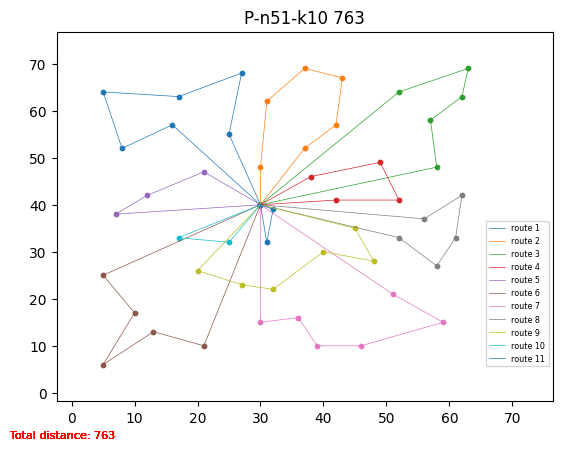 P-n51-k10 763
70
60
50
40
30
20
10
0
route 1
route 2
route 3
route 4
route 5
route 6
route 7
route 8
route 9
route 10
route 11
0 10 20 30 40 50 60 70
Total distance: 763